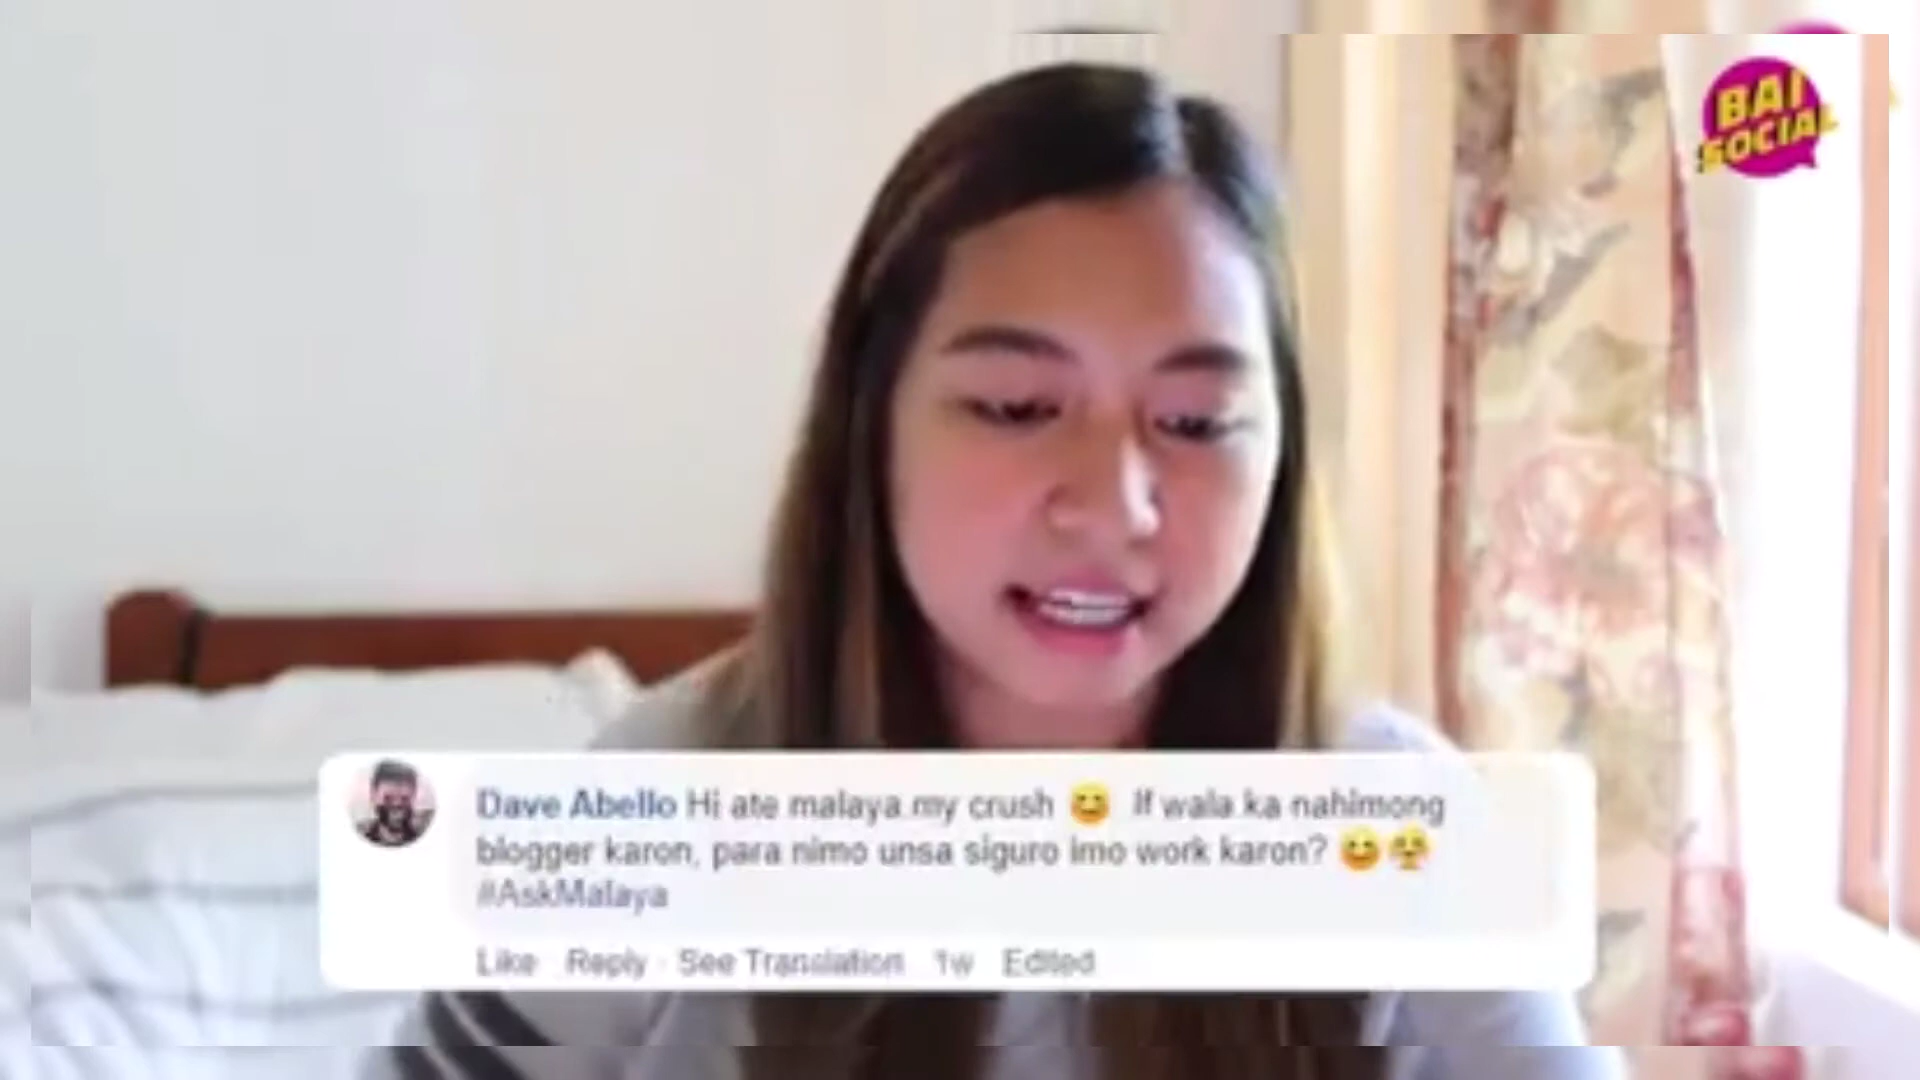 BAI
SOCIAL
Dave Abello Hi ate malaya my crush 😊 If wala ka nahimong
blogger karon, para nimo unsa siguro imo work karon? 😊
#AskMalaya
Like Reply · See Translation 1w Edited